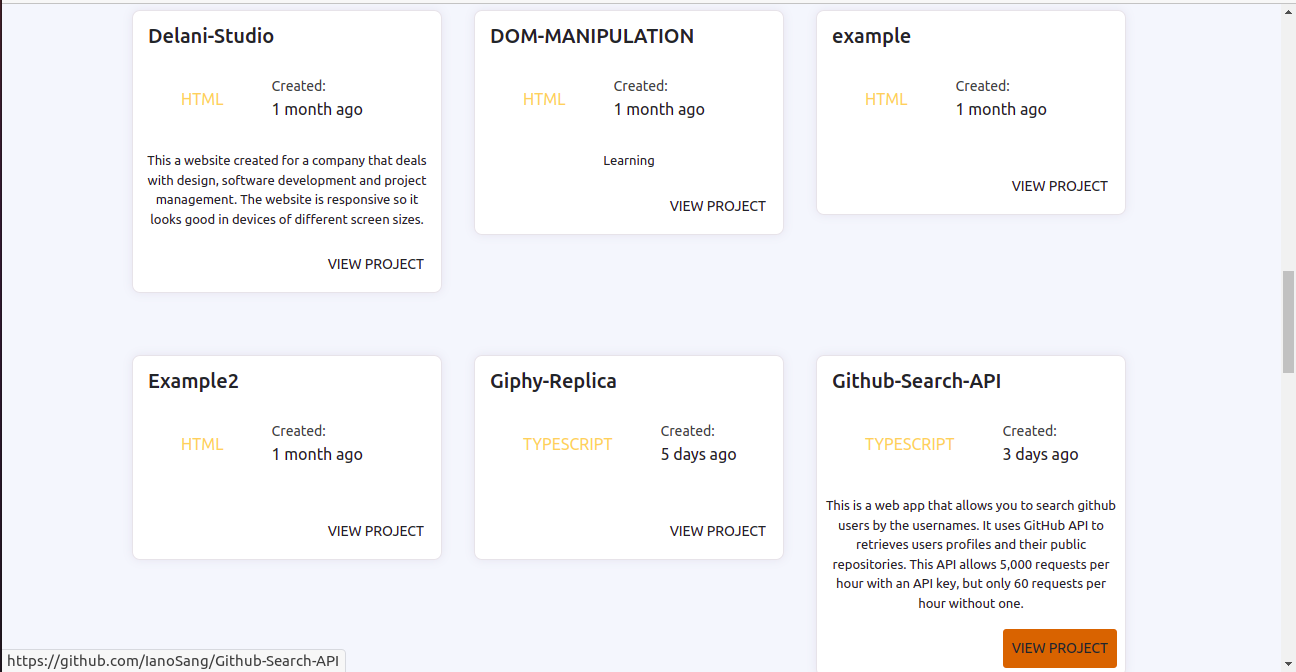 Delani-Studio
HTML
Created:
1 month ago
This a website created for a company that deals
with design, software development and project
management. The website is responsive so it
looks good in devices of different screen sizes.
VIEW PROJECT
DOM-MANIPULATION
HTML
Created:
1 month ago
Learning
VIEW PROJECT
example
HTML
Created:
1 month ago
VIEW PROJECT
Example2
HTML
Created:
1 month ago
VIEW PROJECT
Giphy-Replica
TYPESCRIPT
Created:
5 days ago
VIEW PROJECT
Github-Search-API
TYPESCRIPT
Created:
3 days ago
This is a web app that allows you to search github
users by the usernames. It uses GitHub API to
retrieves users profiles and their public
repositories. This API allows 5,000 requests per
hour with an API key, but only 60 requests per
hour without one.
VIEW PROJECT
https://github.com/IanoSang/Github-Search-API